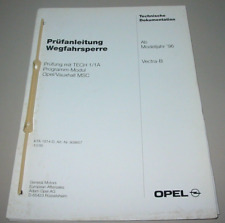 Technische
Dokumentation
Prüfanleitung
Wegfahrsperre
Prüfung mit TECH 1/1A
Programm-Modul
Opel/Vauxhall MSC
Ab
Modelljahr '96
Vectra-B
General Motors
OPEL